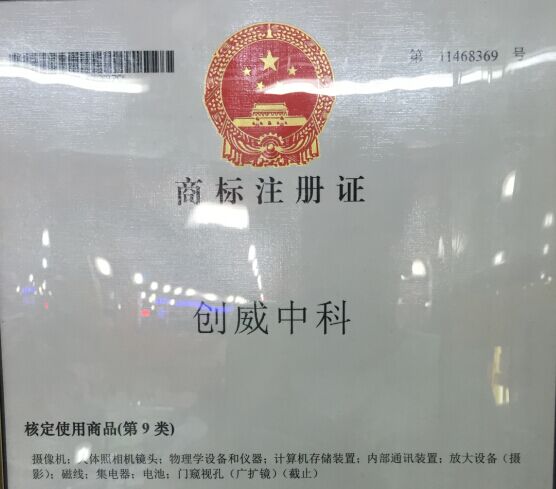 第 11468369 号
商标注册证
创威中科
核定使用商品(第 9 类)
摄像机；人体照相机镜头；物理学设备和仪器；计算机存储装置；内部通讯装置；放大设备（摄
影）；磁线；集电器；电池；门窥视孔（广扩镜）（截止）